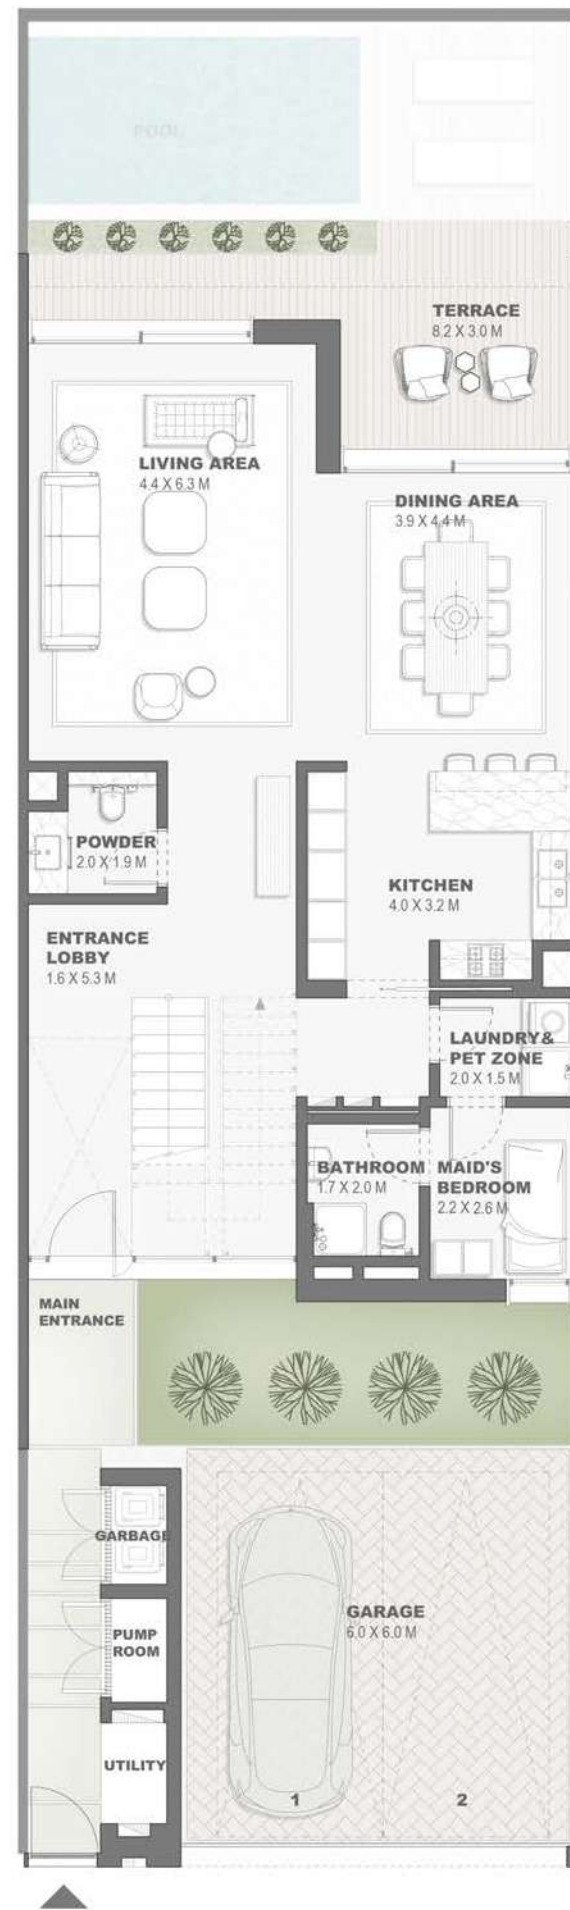 POOL
TERRACE
8.2 X 3.0 M
LIVING AREA
4.4 X 6.3 M
DINING AREA
3.9 X 4.4 M
POWDER
2.0 X 1.9 M
KITCHEN
4.0 X 3.2 M
ENTRANCE
LOBBY
1.6 X 5.3 M
LAUNDRY&
PET ZONE
2.0 X 1.5 M
BATHROOM
1.7 X 2.0 M
MAID'S
BEDROOM
2.2 X 2.6 M
MAIN
ENTRANCE
GARBAGE
GARAGE
6.0 X 6.0 M
PUMP
ROOM
UTILITY
1
2